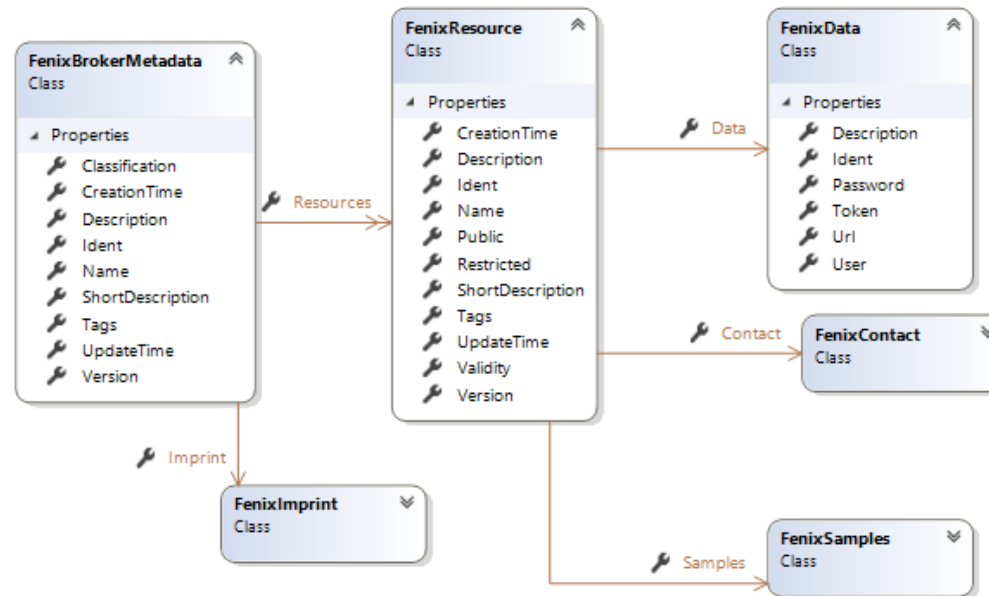 FenixBrokerMetadata
Class
Properties
Classification
CreationTime
Description
Ident
Name
ShortDescription
Tags
UpdateTime
Version
Resources
Imprint
FenixImprint
Class
FenixResource
Class
Properties
CreationTime
Description
Ident
Name
Public
Restricted
ShortDescription
Tags
UpdateTime
Validity
Version
Data
Contact
Samples
FenixData
Class
Properties
Description
Ident
Password
Token
Url
User
FenixContact
Class
FenixSamples
Class